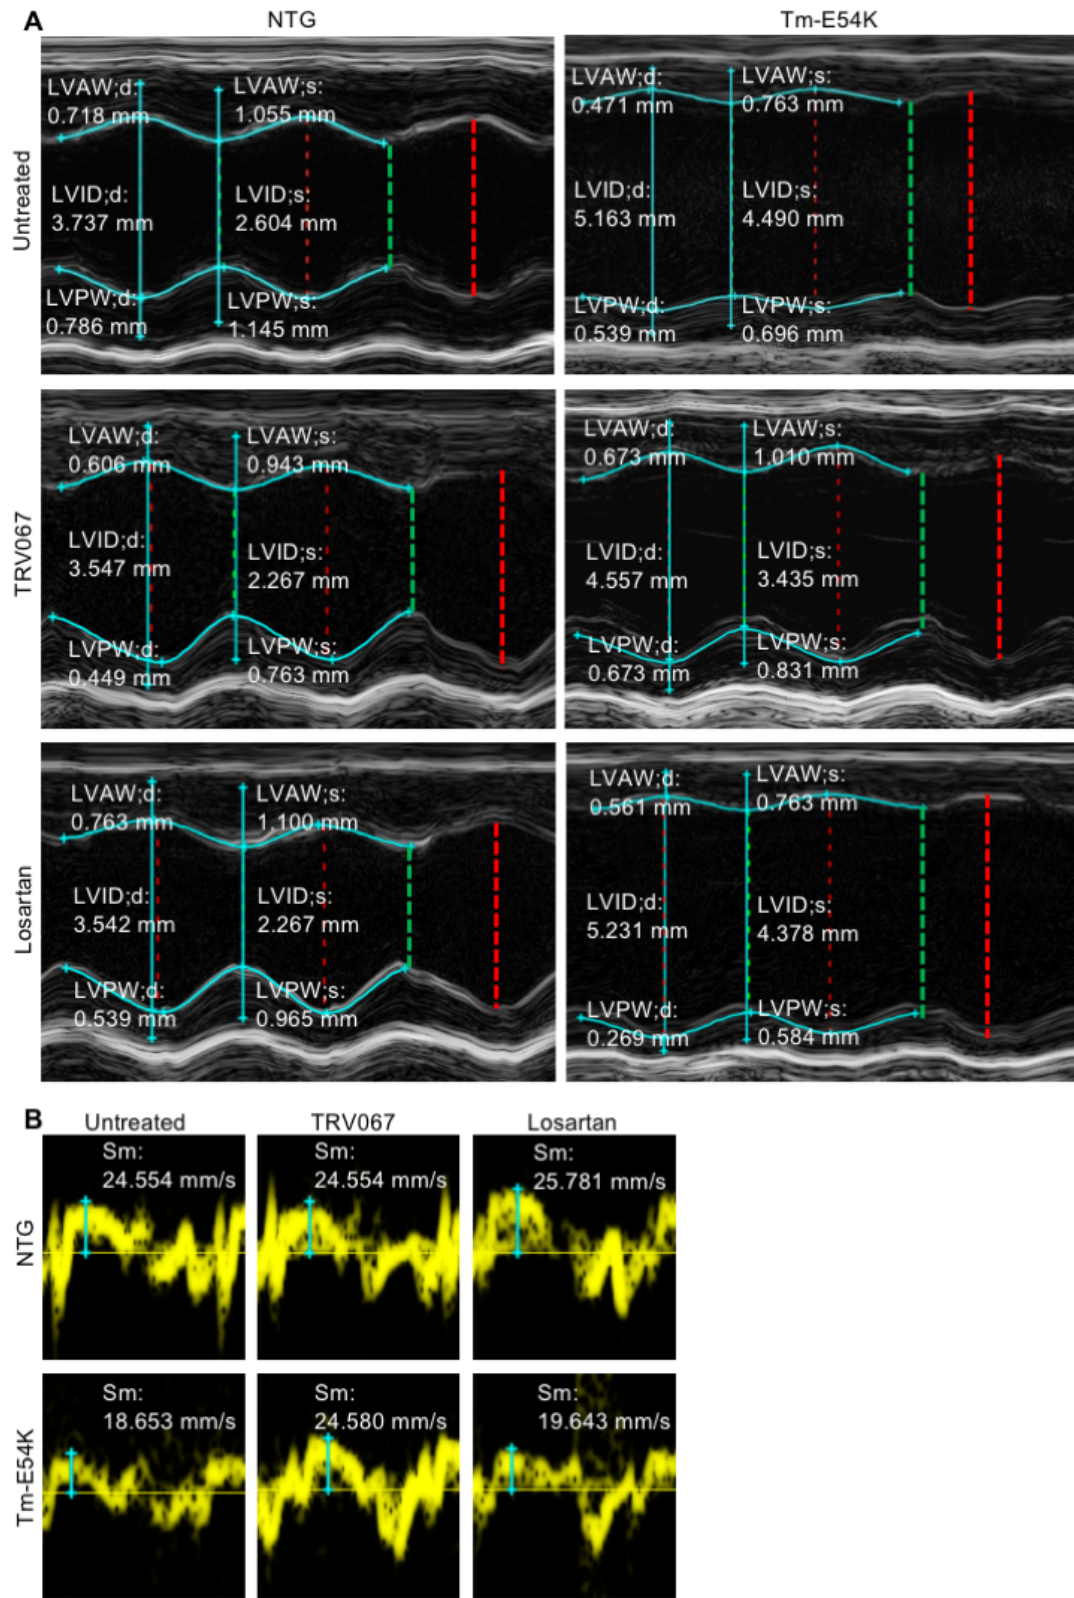 A
NTG
Tm-E54K
Untreated
LVAW;d:
0.718 mm
LVAW;s:
1.055 mm
LVID;d:
3.737 mm
LVID;s:
2.604 mm
LVPW;d:
0.786 mm
LVPW;s:
1.145 mm
LVAW;d:
0.471 mm
LVAW;s:
0.763 mm
LVID;d:
5.163 mm
LVID;s:
4.490 mm
LVPW;d:
0.539 mm
LVPW;s:
0.696 mm
TRV067
LVAW;d:
0.606 mm
LVAW;s:
0.943 mm
LVID;d:
3.547 mm
LVID;s:
2.267 mm
LVPW;d:
0.449 mm
LVPW;s:
0.763 mm
LVAW;d:
0.673 mm
LVAW;s:
1.010 mm
LVID;d:
4.557 mm
LVID;s:
3.435 mm
LVPW;d:
0.673 mm
LVPW;s:
0.831 mm
Losartan
LVAW;d:
0.763 mm
LVAW;s:
1.100 mm
LVID;d:
3.542 mm
LVID;s:
2.267 mm
LVPW;d:
0.539 mm
LVPW;s:
0.965 mm
LVAW;d:
0.561 mm
LVAW;s:
0.763 mm
LVID;d:
5.231 mm
LVID;s:
4.378 mm
LVPW;d:
0.269 mm
LVPW;s:
0.584 mm
B
Untreated
TRV067
Losartan
NTG
Sm:
24.554 mm/s
Sm:
24.554 mm/s
Sm:
25.781 mm/s
Tm-E54K
Sm:
18.653 mm/s
Sm:
24.580 mm/s
Sm:
19.643 mm/s